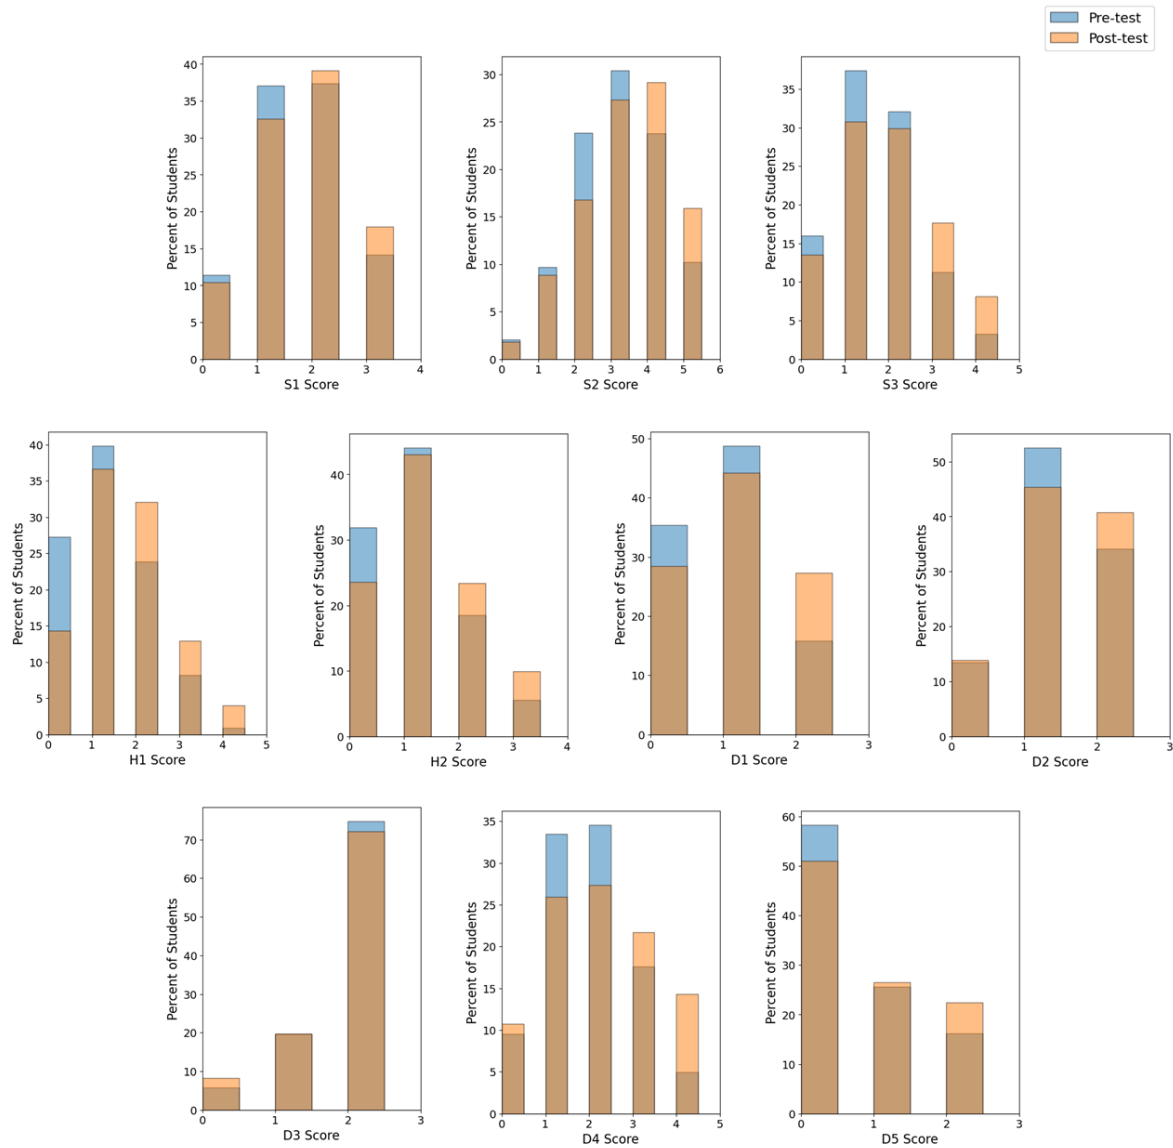 Pre-test
Post-test
40
35
30
25
20
15
10
5
0
Percent of Students
0 1 2 3 4
S1 Score
30
25
20
15
10
5
0
Percent of Students
0 1 2 3 4 5 6
S2 Score
35
30
25
20
15
10
5
0
Percent of Students
0 1 2 3 4 5
S3 Score
40
35
30
25
20
15
10
5
0
Percent of Students
0 1 2 3 4 5
H1 Score
40
30
20
10
0
Percent of Students
0 1 2 3 4
H2 Score
50
40
30
20
10
0
Percent of Students
0 1 2 3
D1 Score
50
40
30
20
10
0
Percent of Students
0 1 2 3
D2 Score
70
60
50
40
30
20
10
0
Percent of Students
0 1 2 3
D3 Score
35
30
25
20
15
10
5
0
Percent of Students
0 1 2 3 4 5
D4 Score
60
50
40
30
20
10
0
Percent of Students
0 1 2 3
D5 Score